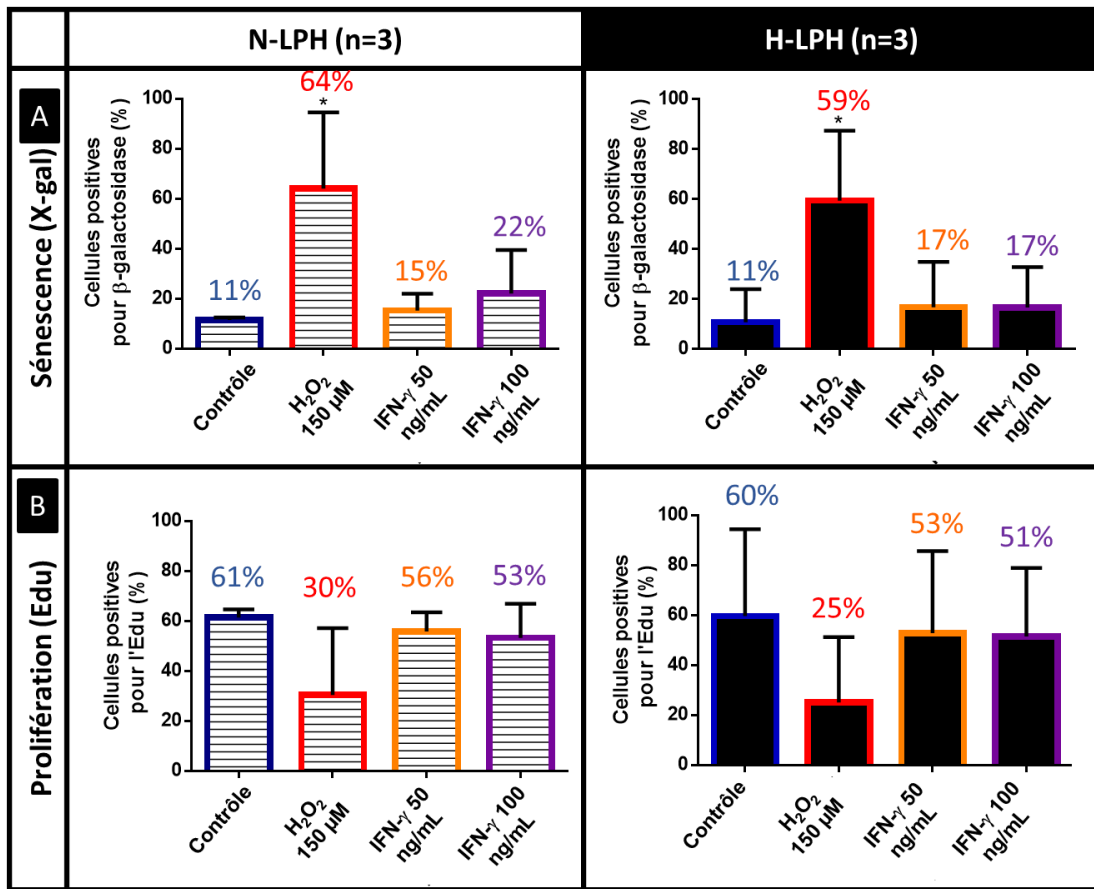 N-LPH (n=3)
H-LPH (n=3)
A
Sénescence (X-gal)
Cellules positives
pour β-galactosidase (%)
100
80
60
40
20
0
11%
64%
*
15%
22%
Contrôle
H₂O₂
150 µM
IFN-γ 50
ng/mL
IFN-γ 100
ng/mL
Cellules positives
pour β-galactosidase (%)
100
80
60
40
20
0
11%
59%
*
17%
17%
Contrôle
H₂O₂
150 µM
IFN-γ 50
ng/mL
IFN-γ 100
ng/mL
B
Prolifération (Edu)
Cellules positives
pour l'Edu (%)
100
80
60
40
20
0
61%
30%
56%
53%
Contrôle
H₂O₂
150 µM
IFN-γ 50
ng/mL
IFN-γ 100
ng/mL
Cellules positives
pour l'Edu (%)
100
80
60
40
20
0
60%
25%
53%
51%
Contrôle
H₂O₂
150 µM
IFN-γ 50
ng/mL
IFN-γ 100
ng/mL